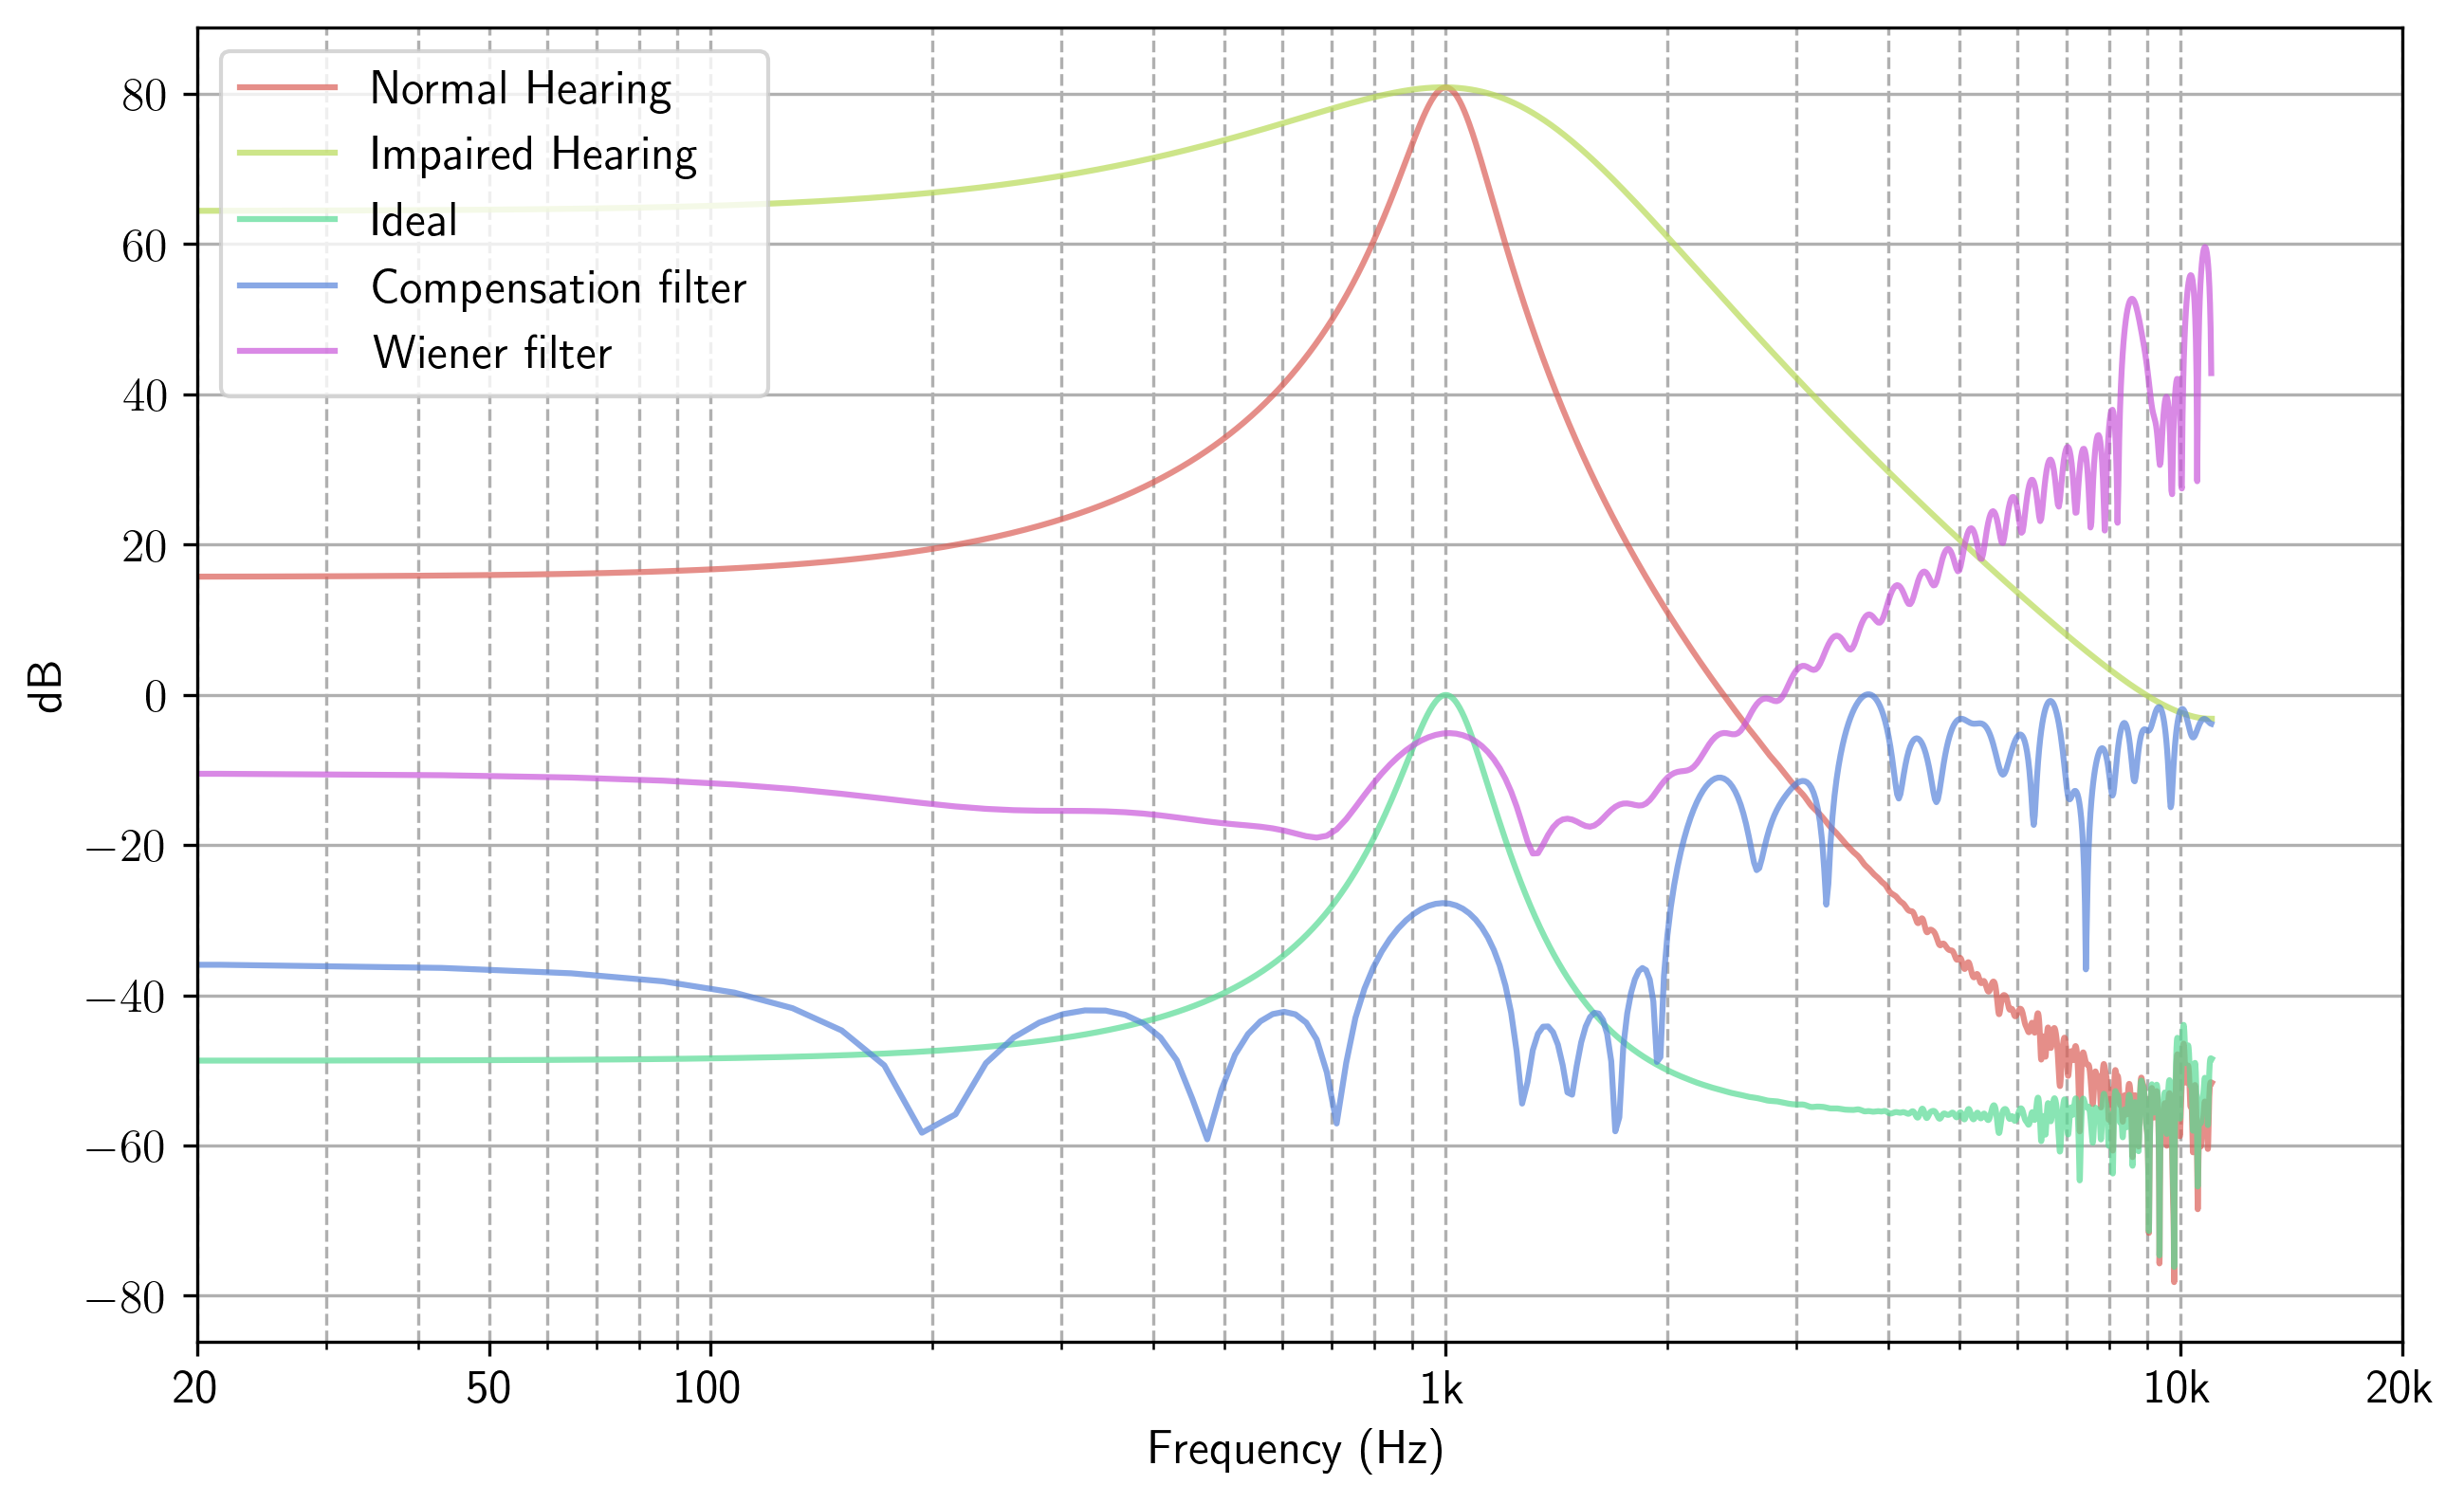 Normal Hearing
Impaired Hearing
Ideal
Compensation filter
Wiener filter
80
60
40
20
0
−20
−40
−60
−80
dB
20 50 100 1k 10k 20k
Frequency (Hz)